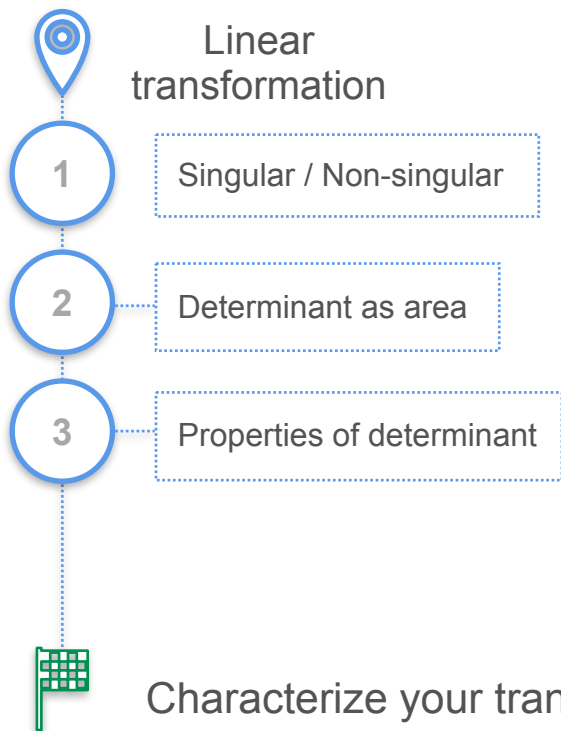 Linear
transformation
1
Singular / Non-singular
2
Determinant as area
3
Properties of determinant
Characterize your tran